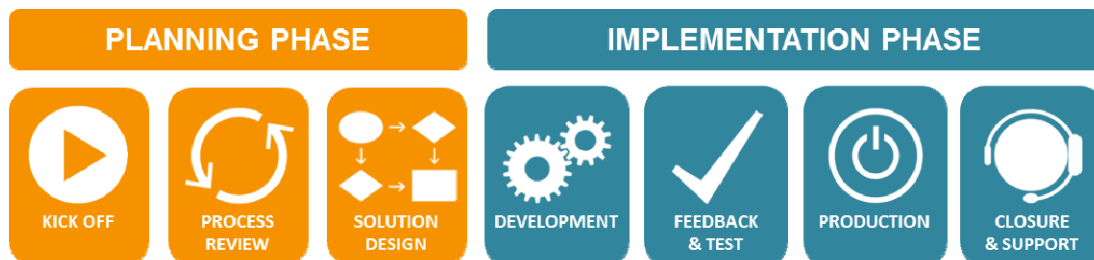 PLANNING PHASE
IMPLEMENTATION PHASE
KICK OFF
PROCESS
REVIEW
SOLUTION
DESIGN
DEVELOPMENT
FEEDBACK
& TEST
PRODUCTION
CLOSURE
& SUPPORT